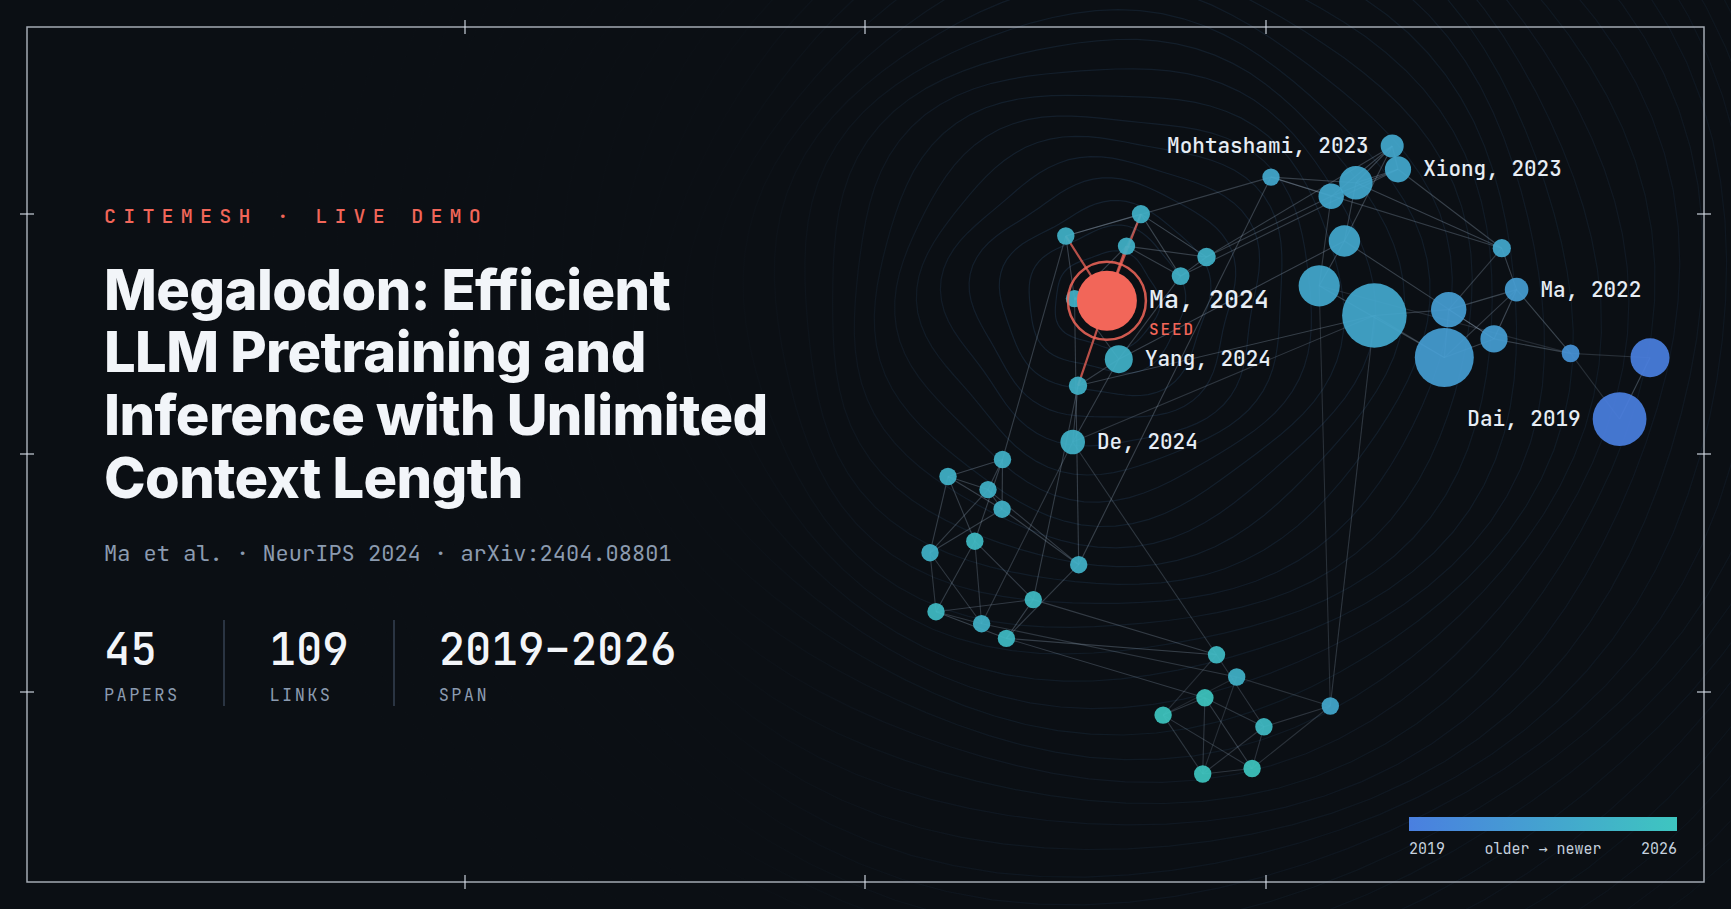 CITEMESH · LIVE DEMO
Megalodon: Efficient
LLM Pretraining and
Inference with Unlimited
Context Length
Ma et al. · NeurIPS 2024 · arXiv:2404.08801
45
PAPERS
109
LINKS
2019–2026
SPAN
Mohtashami, 2023
Xiong, 2023
Ma, 2024
SEED
Ma, 2022
Yang, 2024
Dai, 2019
De, 2024
2019 older → newer 2026